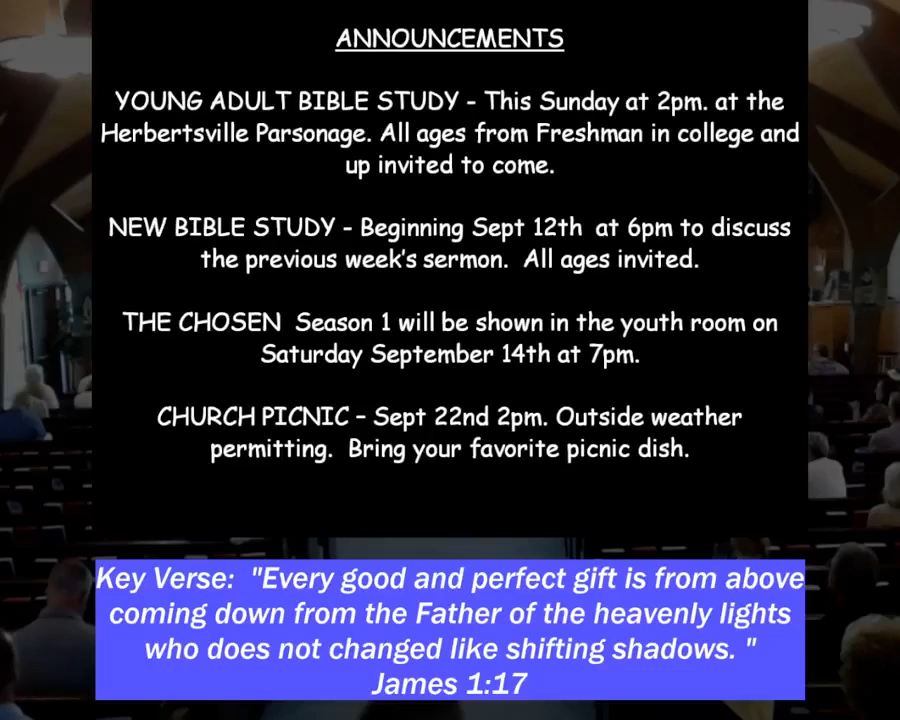 ANNOUNCEMENTS
YOUNG ADULT BIBLE STUDY - This Sunday at 2pm. at the
Herbertsville Parsonage. All ages from Freshman in college and
up invited to come.
NEW BIBLE STUDY - Beginning Sept 12th at 6pm to discuss
the previous week's sermon. All ages invited.
THE CHOSEN Season 1 will be shown in the youth room on
Saturday September 14th at 7pm.
CHURCH PICNIC – Sept 22nd 2pm. Outside weather
permitting. Bring your favorite picnic dish.
Key Verse: "Every good and perfect gift is from above
coming down from the Father of the heavenly lights
who does not changed like shifting shadows. "
James 1:17